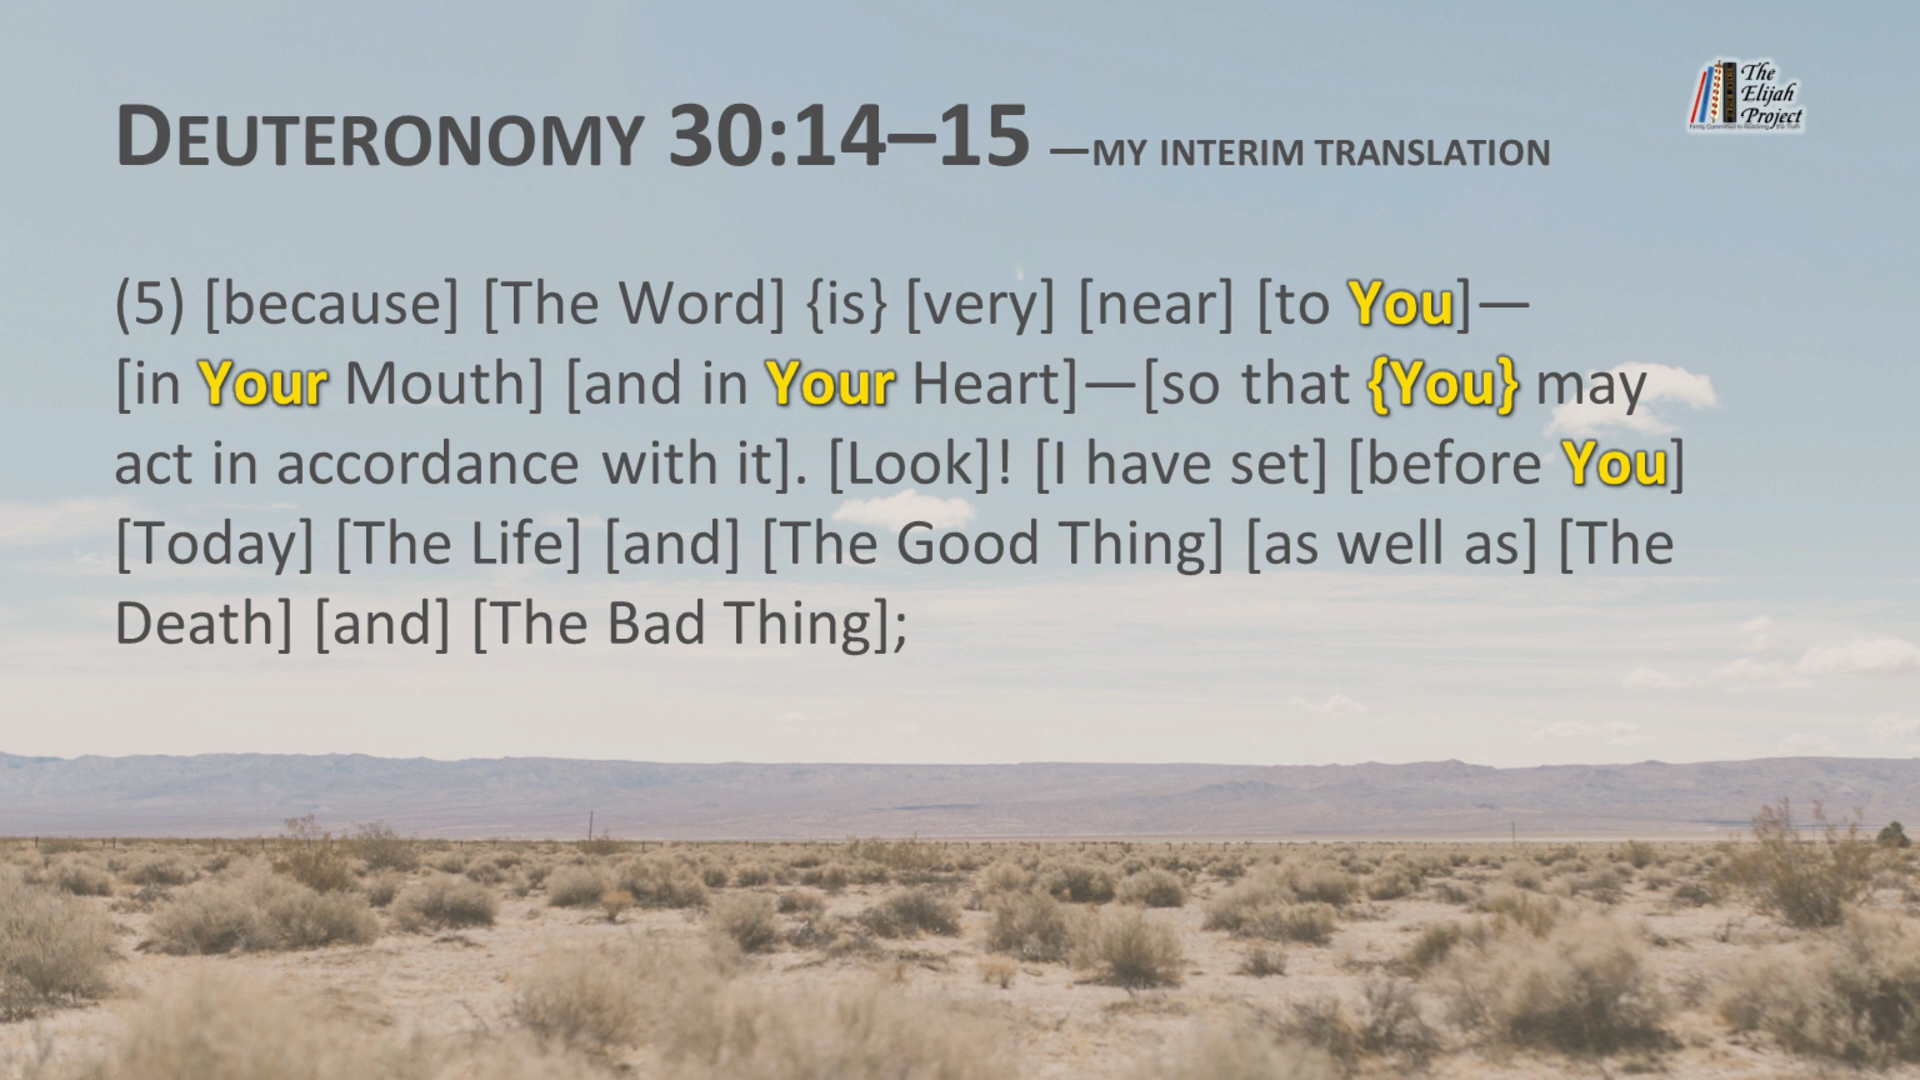 DEUTERONOMY 30:14–15 —MY INTERIM TRANSLATION
The
Elijah
Project
(5) [because] [The Word] {is} [very] [near] [to You]—
[in Your Mouth] [and in Your Heart]—[so that {You} may
act in accordance with it]. [Look]! [I have set] [before You]
[Today] [The Life] [and] [The Good Thing] [as well as] [The
Death] [and] [The Bad Thing];